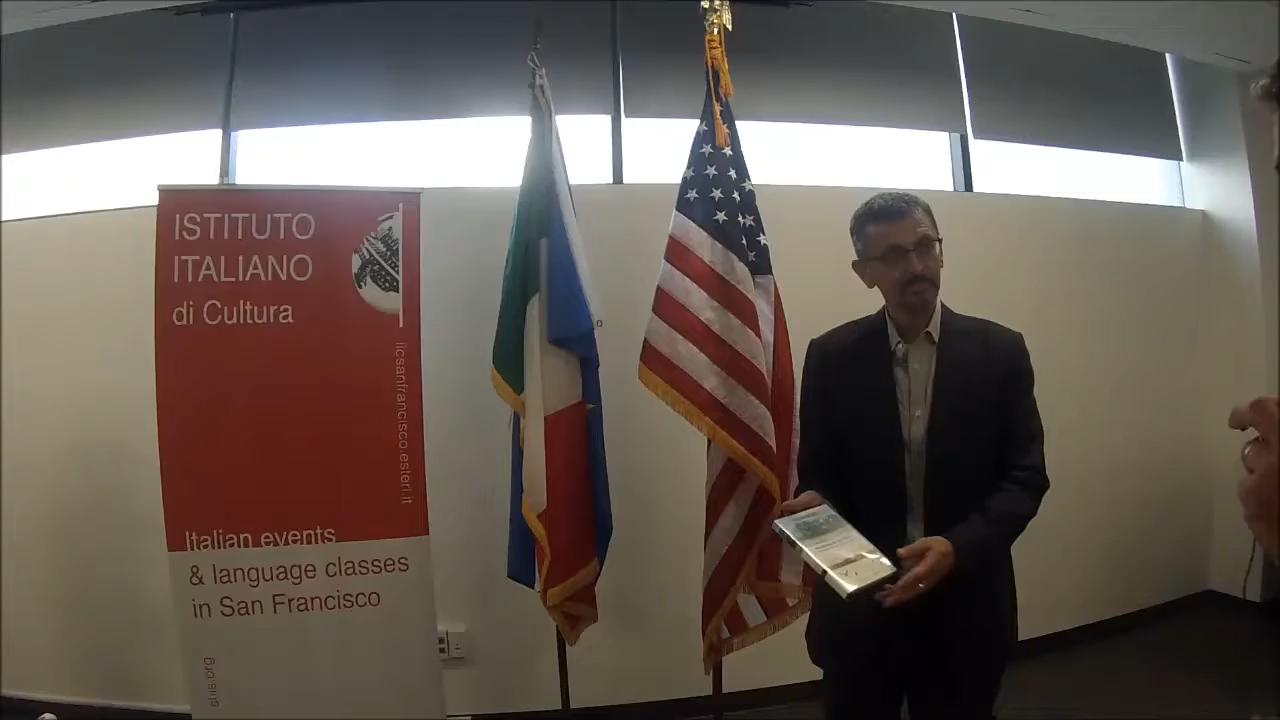 ISTITUTO
ITALIANO
di Cultura
iicsanfrancisco.esteri.it
Italian events
& language classes
in San Francisco